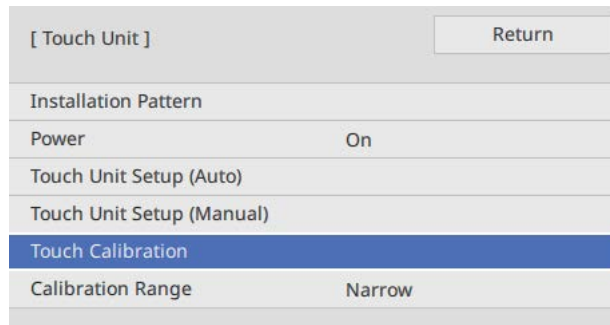 [ Touch Unit ] Return
Installation Pattern
Power On
Touch Unit Setup (Auto)
Touch Unit Setup (Manual)
Touch Calibration
Calibration Range Narrow